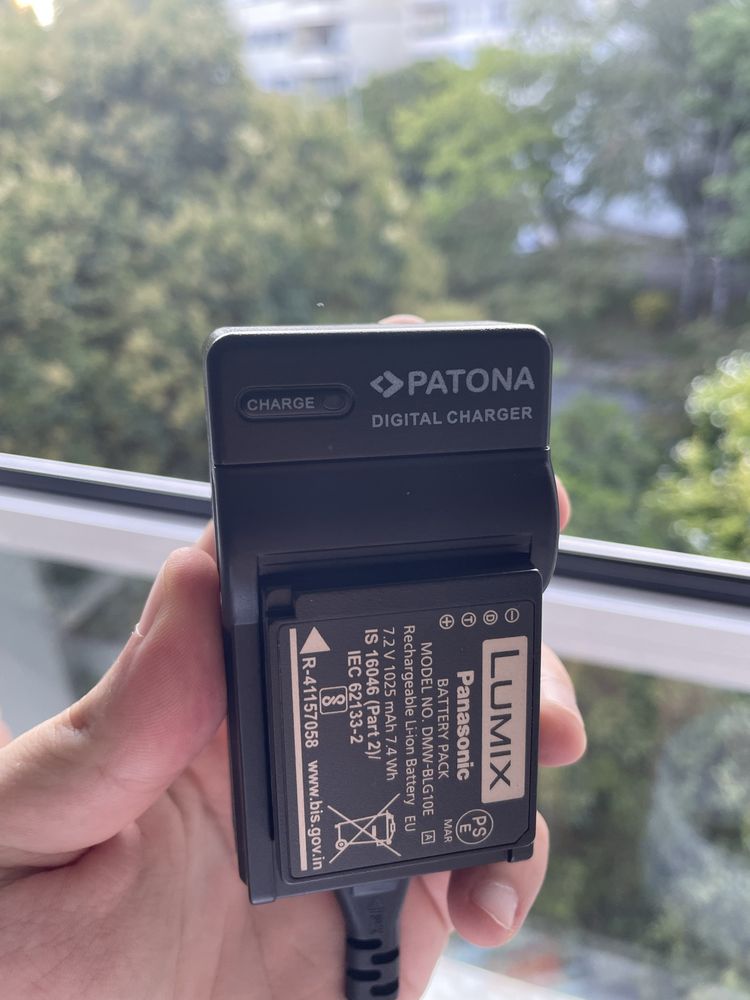 PATONA
CHARGE
DIGITAL CHARGER
LUMIX
Panasonic
BATTERY PACK
MODEL NO. DMW-BLG10E A
Rechargeable Li-ion Battery EU
7.2 V 1025 mAh 7.4 Wh
IS 16046 (Part 2)/
IEC 62133-2
R-41157058 www.bis.gov.in
PS
E
MAR
+ T D −